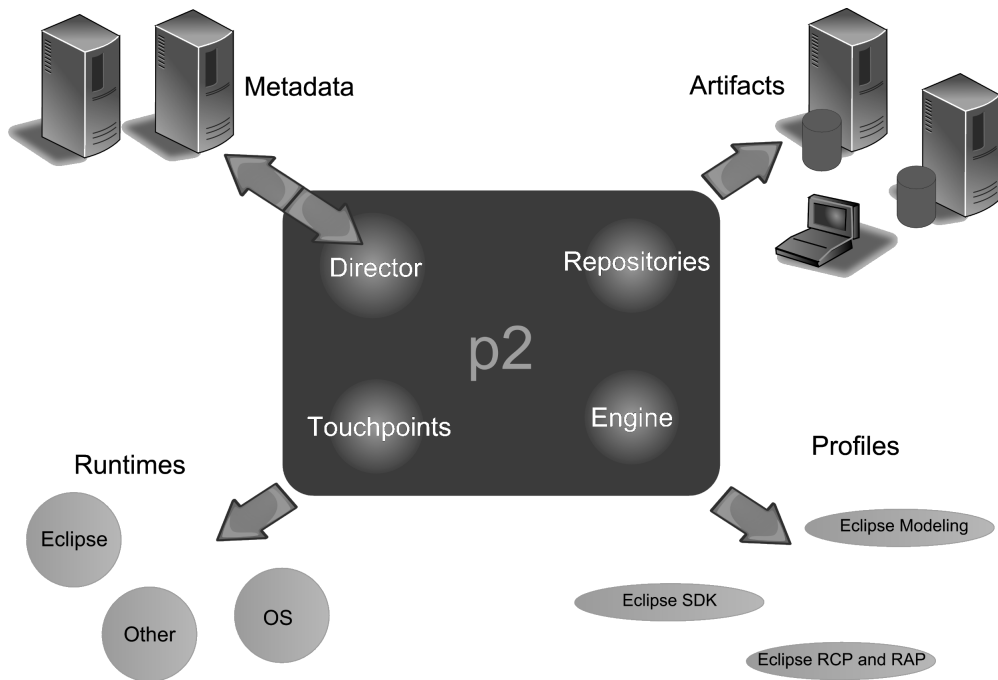 Metadata
Artifacts
Director
Repositories
p2
Touchpoints
Engine
Runtimes
Profiles
Eclipse
Other
OS
Eclipse Modeling
Eclipse SDK
Eclipse RCP and RAP